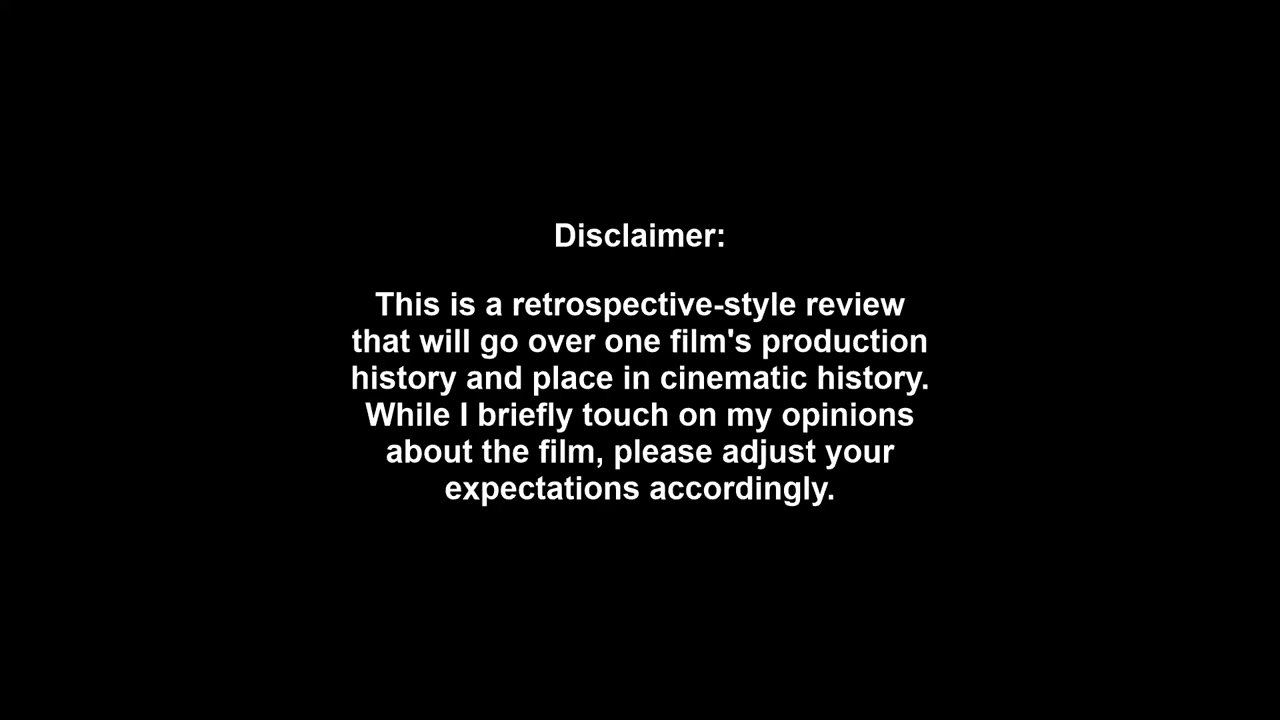 Disclaimer:
This is a retrospective-style review
that will go over one film's production
history and place in cinematic history.
While I briefly touch on my opinions
about the film, please adjust your
expectations accordingly.